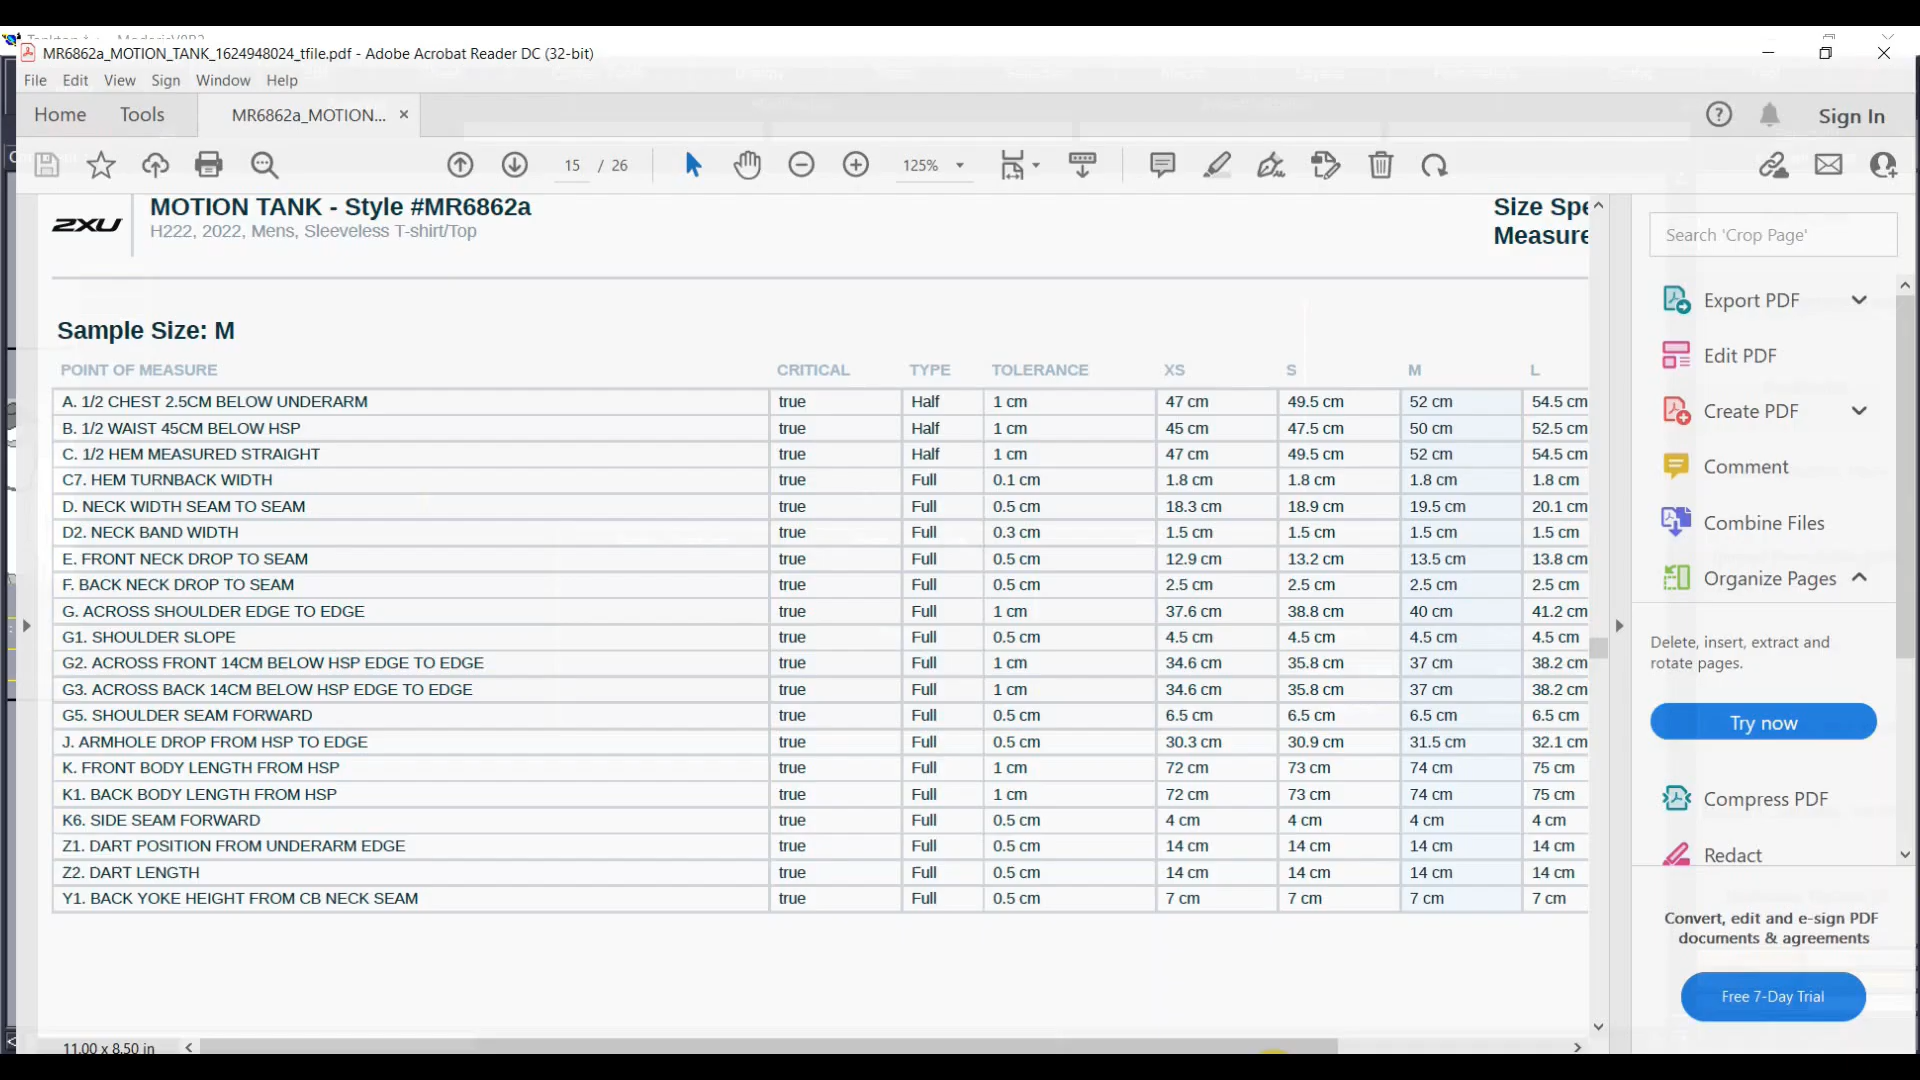 MR6862a_MOTION_TANK_1624948024_tfile.pdf - Adobe Acrobat Reader DC (32-bit)
File Edit View Sign Window Help
Home Tools MR6862a_MOTION... × Sign In
15 / 26 125%
2XU
MOTION TANK - Style #MR6862a
H222, 2022, Mens, Sleeveless T-shirt/Top
Size Spe
Measure
Sample Size: M
POINT OF MEASURE CRITICAL TYPE TOLERANCE XS S M L
A. 1/2 CHEST 2.5CM BELOW UNDERARM true Half 1 cm 47 cm 49.5 cm 52 cm 54.5 cm
B. 1/2 WAIST 45CM BELOW HSP true Half 1 cm 45 cm 47.5 cm 50 cm 52.5 cm
C. 1/2 HEM MEASURED STRAIGHT true Half 1 cm 47 cm 49.5 cm 52 cm 54.5 cm
C7. HEM TURNBACK WIDTH true Full 0.1 cm 1.8 cm 1.8 cm 1.8 cm 1.8 cm
D. NECK WIDTH SEAM TO SEAM true Full 0.5 cm 18.3 cm 18.9 cm 19.5 cm 20.1 cm
D2. NECK BAND WIDTH true Full 0.3 cm 1.5 cm 1.5 cm 1.5 cm 1.5 cm
E. FRONT NECK DROP TO SEAM true Full 0.5 cm 12.9 cm 13.2 cm 13.5 cm 13.8 cm
F. BACK NECK DROP TO SEAM true Full 0.5 cm 2.5 cm 2.5 cm 2.5 cm 2.5 cm
G. ACROSS SHOULDER EDGE TO EDGE true Full 1 cm 37.6 cm 38.8 cm 40 cm 41.2 cm
G1. SHOULDER SLOPE true Full 0.5 cm 4.5 cm 4.5 cm 4.5 cm 4.5 cm
G2. ACROSS FRONT 14CM BELOW HSP EDGE TO EDGE true Full 1 cm 34.6 cm 35.8 cm 37 cm 38.2 cm
G3. ACROSS BACK 14CM BELOW HSP EDGE TO EDGE true Full 1 cm 34.6 cm 35.8 cm 37 cm 38.2 cm
G5. SHOULDER SEAM FORWARD true Full 0.5 cm 6.5 cm 6.5 cm 6.5 cm 6.5 cm
J. ARMHOLE DROP FROM HSP TO EDGE true Full 0.5 cm 30.3 cm 30.9 cm 31.5 cm 32.1 cm
K. FRONT BODY LENGTH FROM HSP true Full 1 cm 72 cm 73 cm 74 cm 75 cm
K1. BACK BODY LENGTH FROM HSP true Full 1 cm 72 cm 73 cm 74 cm 75 cm
K6. SIDE SEAM FORWARD true Full 0.5 cm 4 cm 4 cm 4 cm 4 cm
Z1. DART POSITION FROM UNDERARM EDGE true Full 0.5 cm 14 cm 14 cm 14 cm 14 cm
Z2. DART LENGTH true Full 0.5 cm 14 cm 14 cm 14 cm 14 cm
Y1. BACK YOKE HEIGHT FROM CB NECK SEAM true Full 0.5 cm 7 cm 7 cm 7 cm 7 cm
11.00 x 8.50 in
Search 'Crop Page'
Export PDF
Edit PDF
Create PDF
Comment
Combine Files
Organize Pages
Delete, insert, extract and
rotate pages.
Try now
Compress PDF
Redact
Convert, edit and e-sign PDF
documents & agreements
Free 7-Day Trial